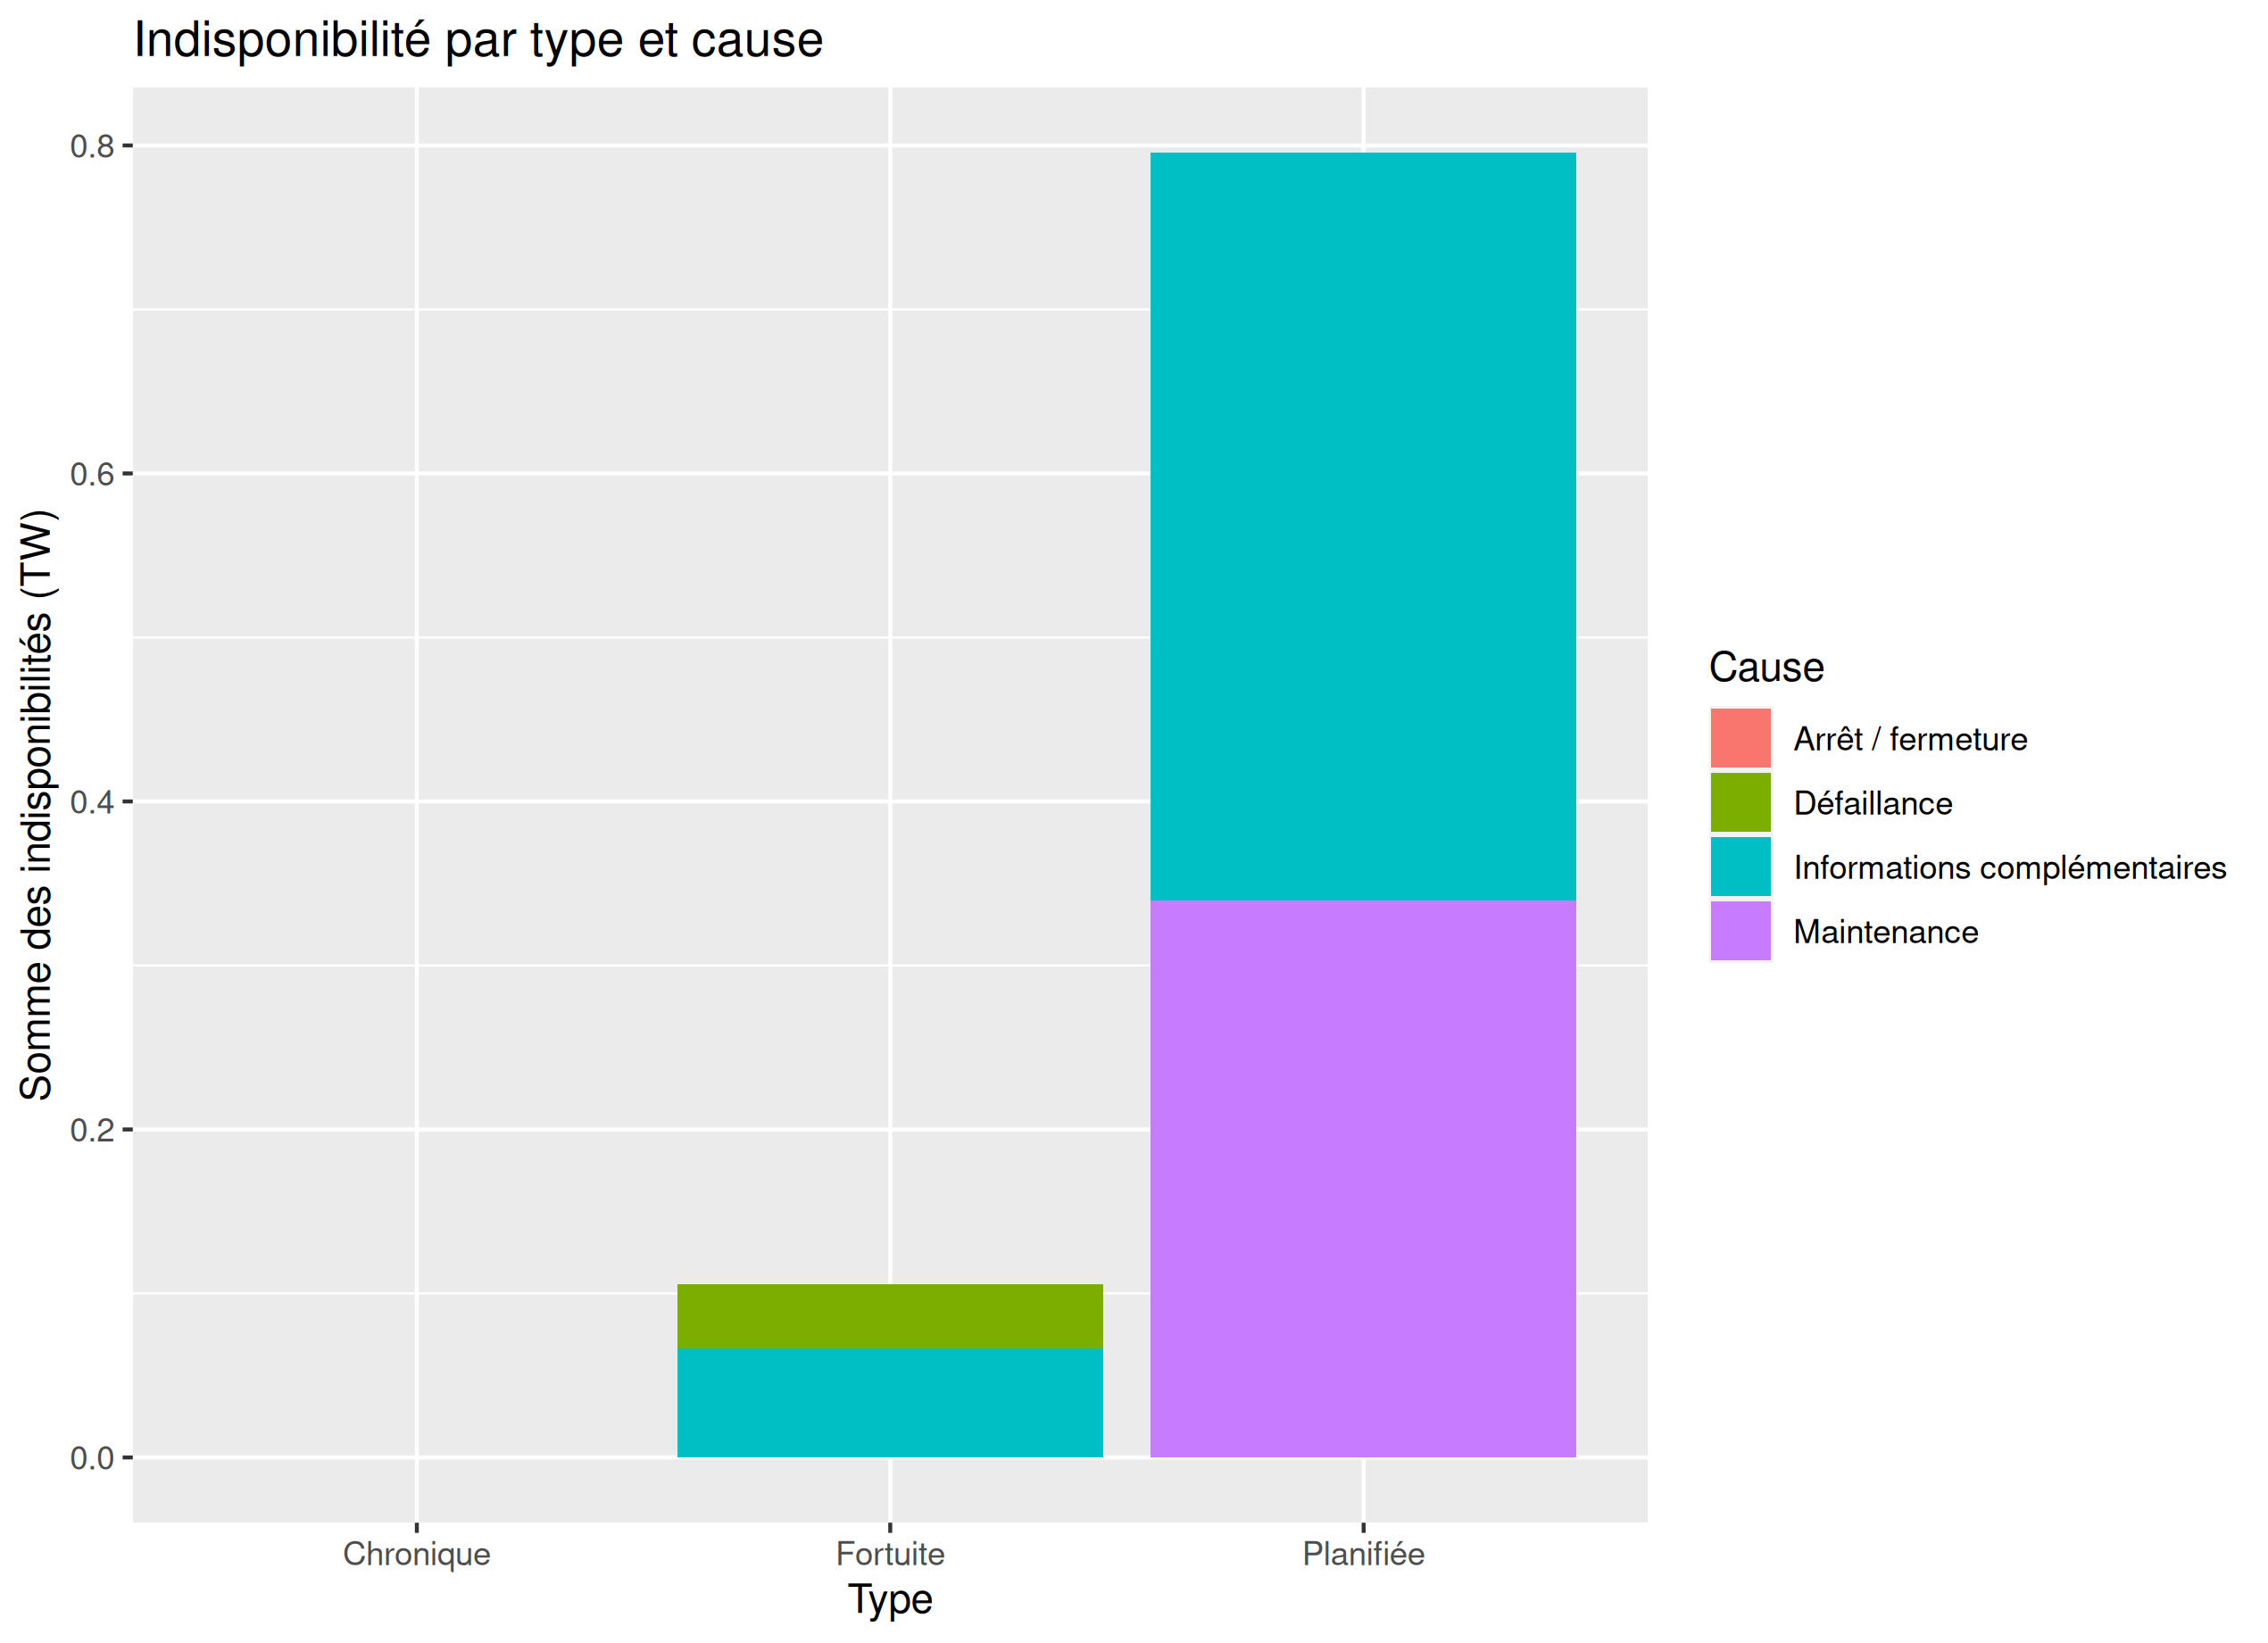 Indisponibilité par type et cause
Somme des indisponibilités (TW)
0.8
0.6
0.4
0.2
0.0
Chronique
Fortuite
Planifiée
Type
Cause
Arrêt / fermeture
Défaillance
Informations complémentaires
Maintenance